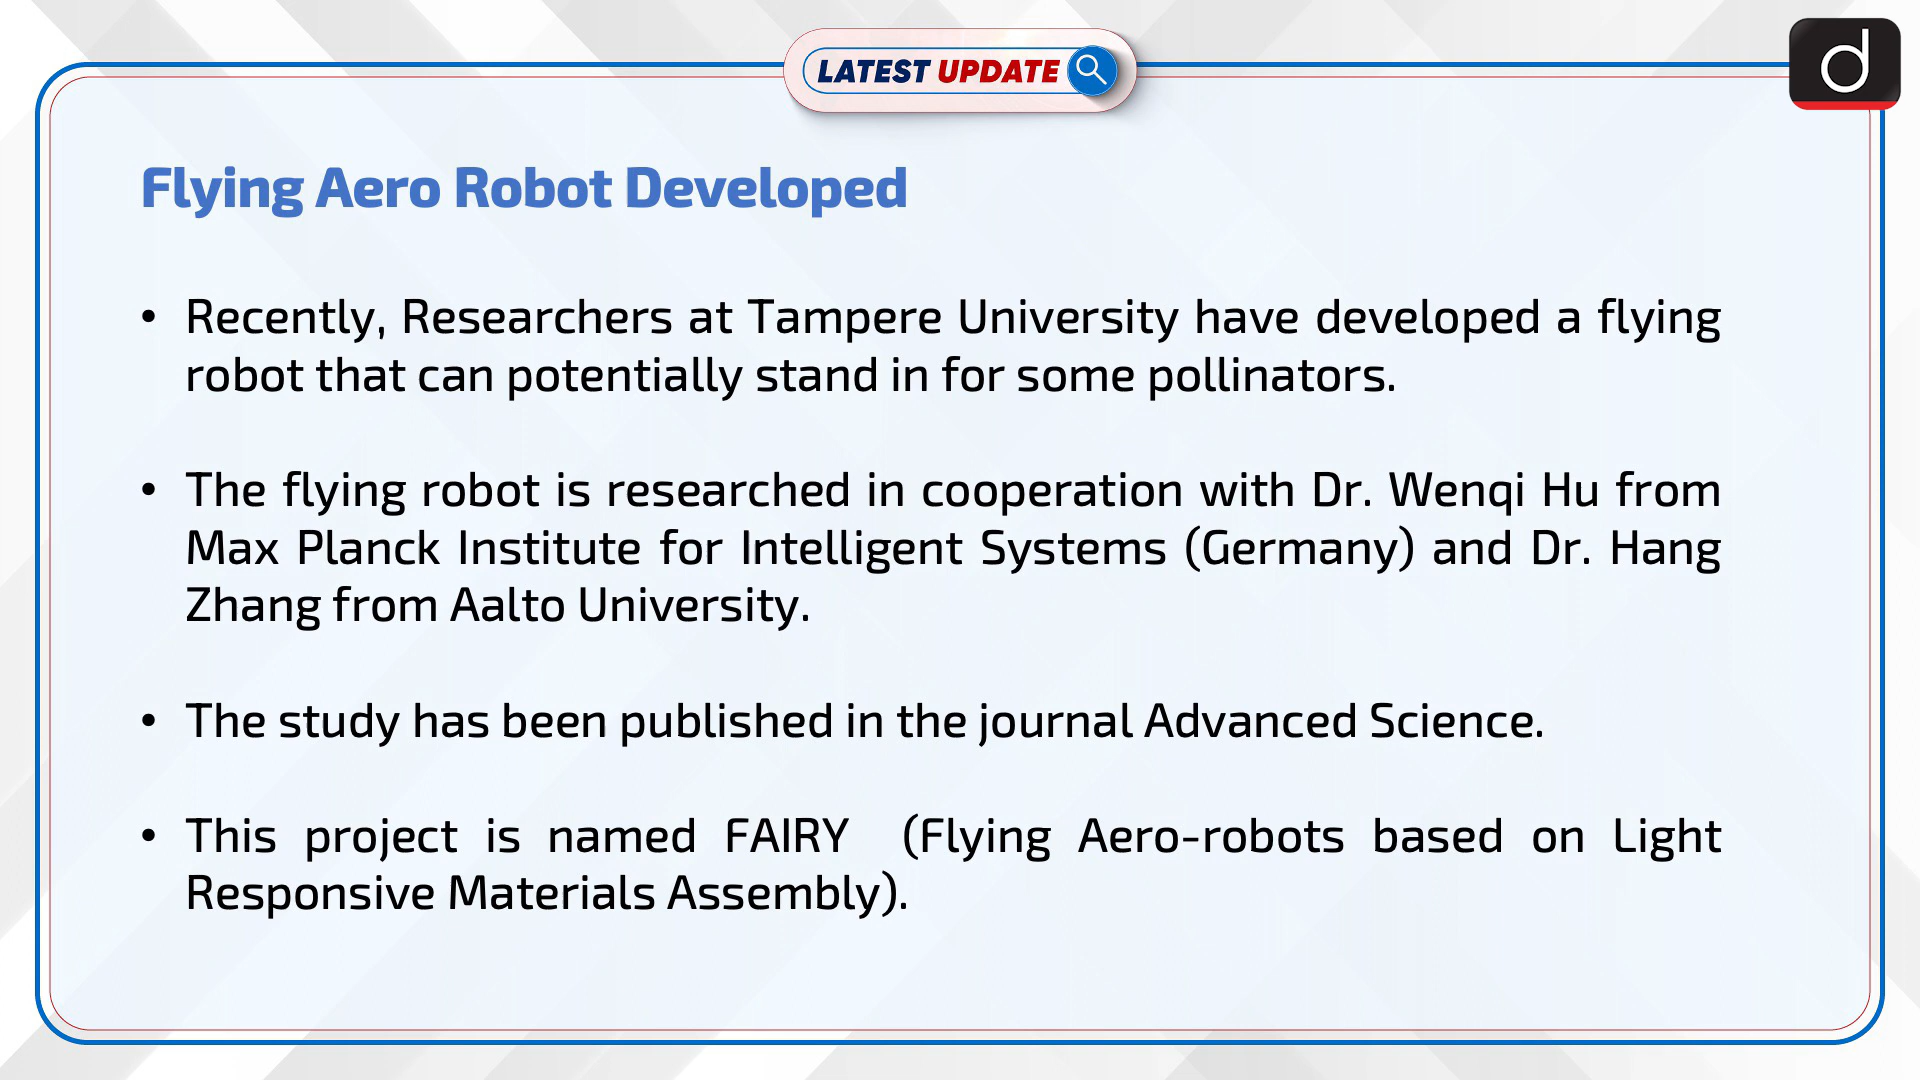 LATEST UPDATE
d
Flying Aero Robot Developed
• Recently, Researchers at Tampere University have developed a flying
robot that can potentially stand in for some pollinators.
• The flying robot is researched in cooperation with Dr. Wenqi Hu from
Max Planck Institute for Intelligent Systems (Germany) and Dr. Hang
Zhang from Aalto University.
• The study has been published in the journal Advanced Science.
• This project is named FAIRY (Flying Aero-robots based on Light
Responsive Materials Assembly).